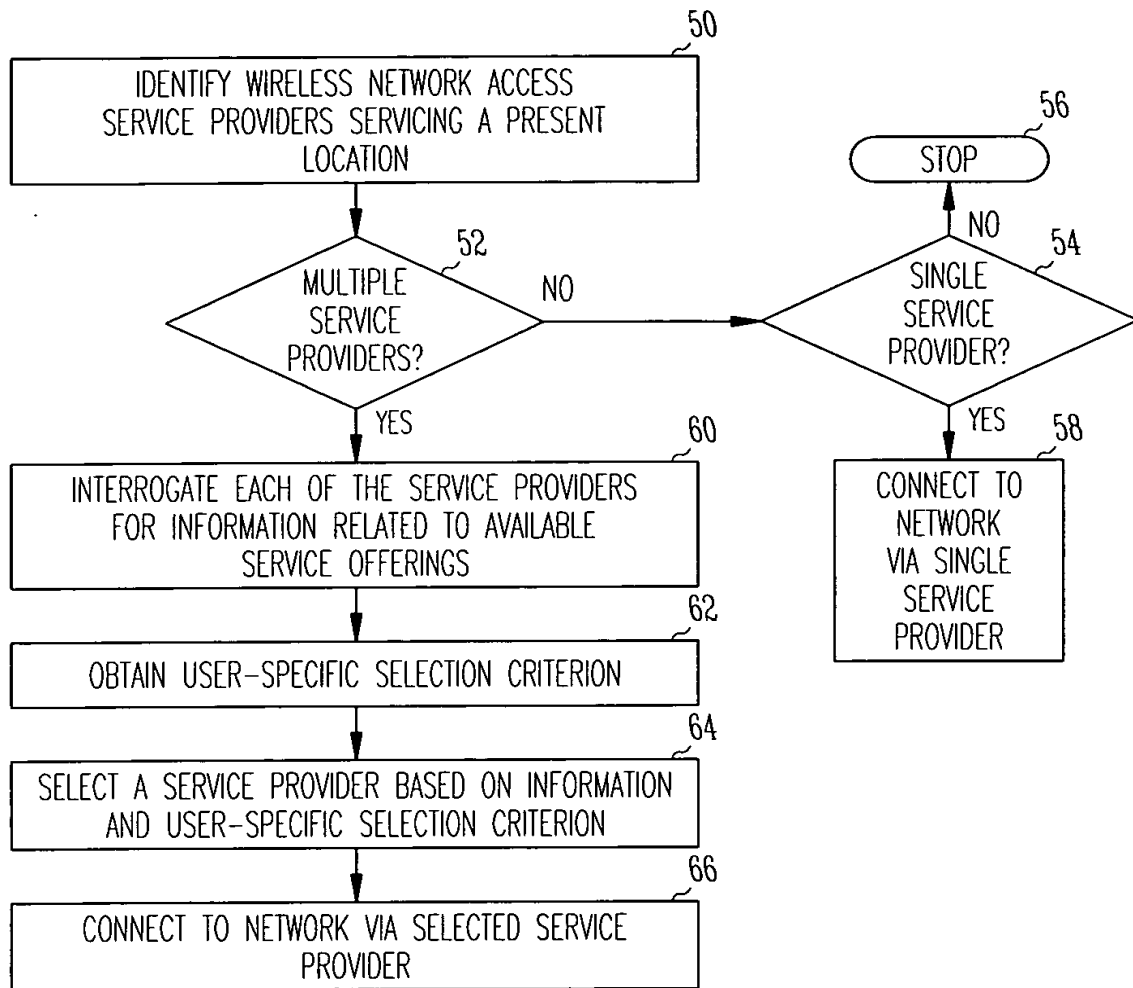 50
IDENTIFY WIRELESS NETWORK ACCESS
SERVICE PROVIDERS SERVICING A PRESENT
LOCATION
52
MULTIPLE
SERVICE
PROVIDERS?
NO
YES
54
SINGLE
SERVICE
PROVIDER?
NO
56
STOP
YES
58
CONNECT TO
NETWORK
VIA SINGLE
SERVICE
PROVIDER
60
INTERROGATE EACH OF THE SERVICE PROVIDERS
FOR INFORMATION RELATED TO AVAILABLE
SERVICE OFFERINGS
62
OBTAIN USER-SPECIFIC SELECTION CRITERION
64
SELECT A SERVICE PROVIDER BASED ON INFORMATION
AND USER-SPECIFIC SELECTION CRITERION
66
CONNECT TO NETWORK VIA SELECTED SERVICE
PROVIDER